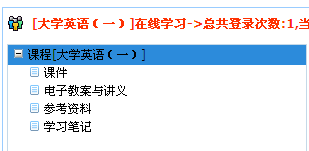 [大学英语（一）]在线学习->总共登录次数:1,当
课程[大学英语（一）]
课件
电子教案与讲义
参考资料
学习笔记